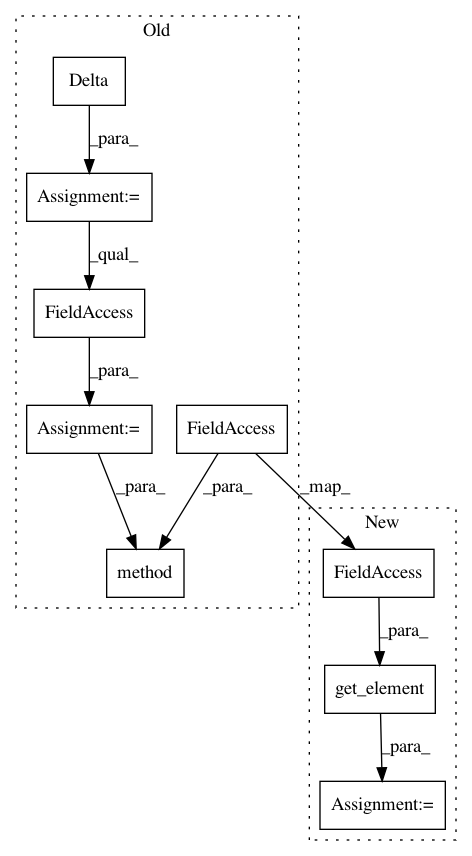 Old
Delta
_para_
Assignment:=
_qual_
FieldAccess
_para_
Assignment:=
FieldAccess
_para_
_para_
_map_
New
method
FieldAccess
_para_
get_element
_para_
Assignment:=